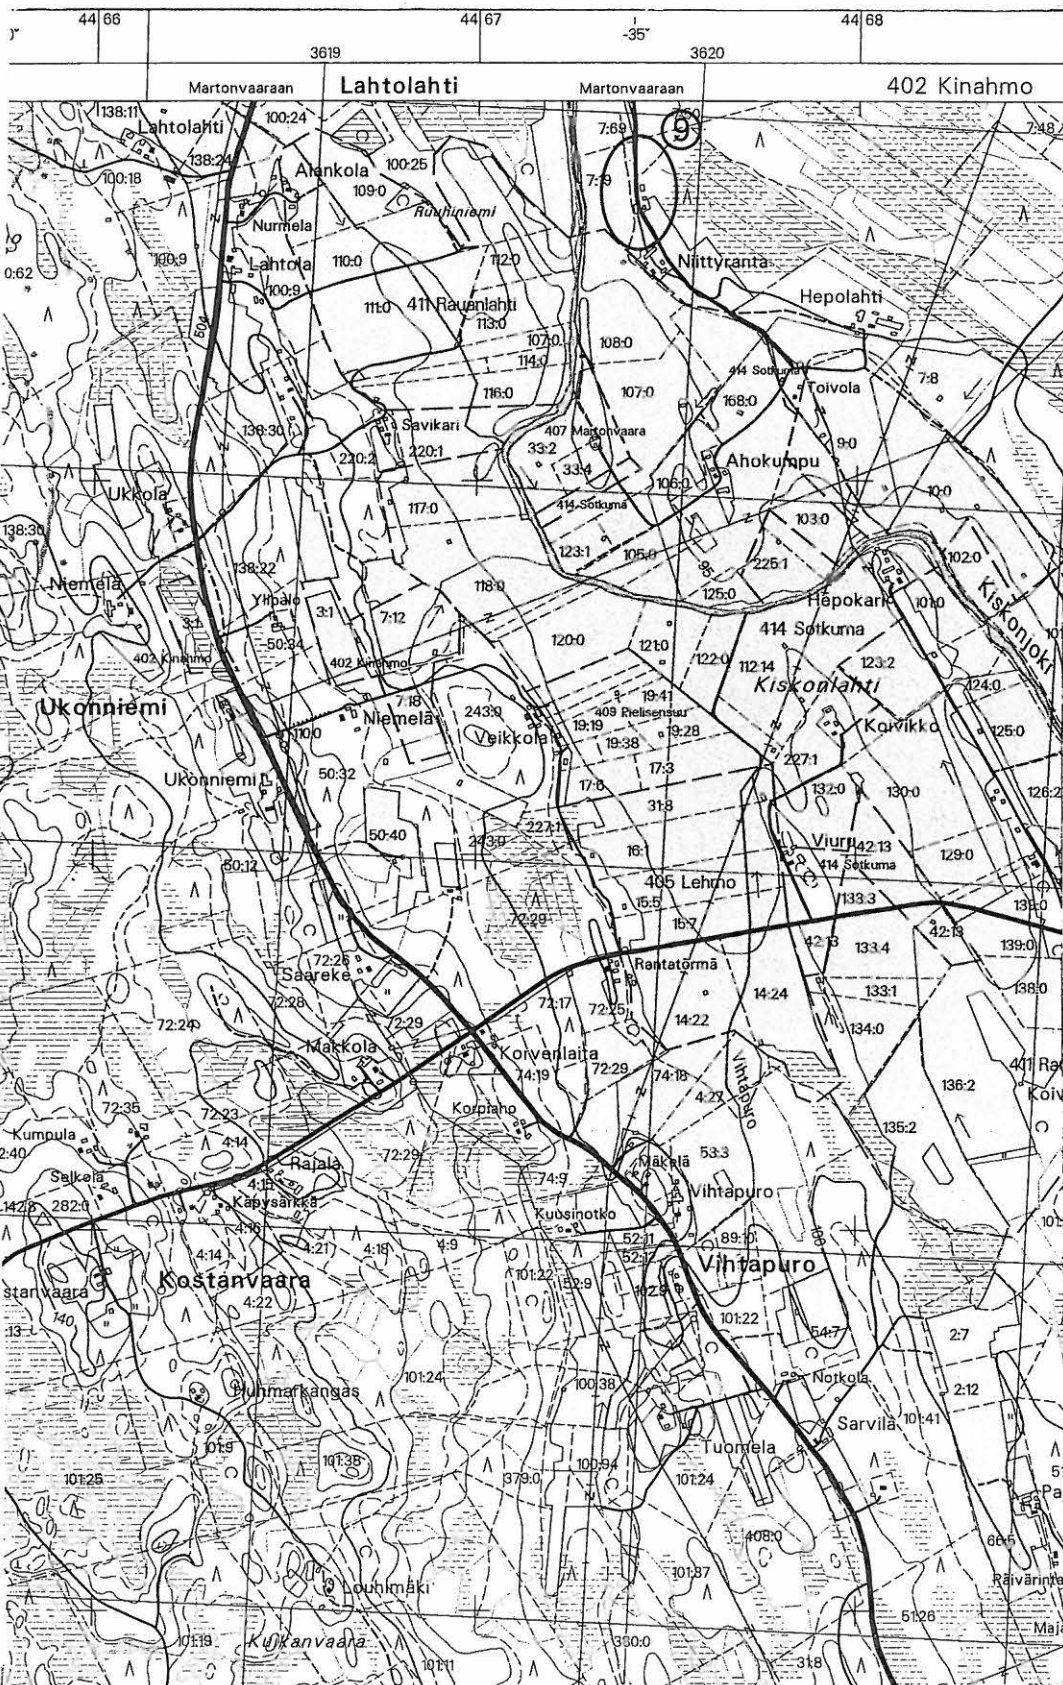 44 66
44 67
-35"
44 68
3619
3620
Martonvaaraan
Lahtolahti
Martonvaaraan
402 Kinahmo
138:11
100:24
7:69
9
7:48
Lahtolahti
138:24
100:25
100:18
Alankola
109:0
7:19
Nurmela
Ruuhiniemi
100:9
Lahtola
110:0
112:0
Niittyranta
0:62
100:9
Hepolahti
111:0
411 Rauanlahti
113:0
107:0
108:0
114:0
414 Sotkuma
7:8
116:0
107:0
168:0
Toivola
138:30
Savikari
407 Martonvaara
33:2
9:0
220:2
220:1
33:4
Ahokumpu
Ukkola
106:0
10:0
117:0
414 Sotkuma
138:30
103:0
138:22
123:1
105:0
225:1
102:0
Niemelä
118:0
95
125:0
Ylipalo
3:1
7:12
Hepokari
101:0
Kiskonjoki
3:1
50:34
120:0
121:0
414 Sotkuma
402 Kinahmo
402 Kinahmo
122:0
112:14
123:2
Kiskonlahti
124:0
Ukonniemi
7:18
Niemelä
243:0
19:41
409 Pielisensuu
19:19
19:28
Koivikko
110:0
Veikkola
19:38
125:0
Ukonniemi
50:32
17:6
17:3
227:1
132:0
130:0
126:2
31:8
50:40
227:1
243:0
Viuru
42:13
50:12
16:1
414 Sotkuma
129:0
405 Lehmo
72:29
15:5
133:3
139:0
15:7
42:13
42:13
72:26
133:4
139:0
Saareke
Rantatörmä
72:28
72:17
72:25
14:24
133:1
138:0
72:24
72:29
14:22
134:0
Makkola
Koivenlaita
74:19
72:29
74:18
Vihtapuro
136:2
72:35
4:27
72:23
Korpiaho
135:2
Kumpula
4:14
72:29
53:3
Rajala
74:9
Mäkelä
Selkelä
4:15
Vihtapuro
142:8
282:0
Käpysärkkä
Kuusinotko
4:16
52:11
89:0
100
4:14
4:21
4:18
4:9
52:12
101:22
Vihtapuro
Kostanvaara
52:9
102:9
4:22
101:22
54:7
140
2:7
101:24
Notkola
Huhmarkangas
100:38
2:12
Sarvila
101:41
101:9
Tuomela
101:38
100:94
101:25
379:0
101:24
408:0
66:5
101:87
Räivärinta
Louhimäki
51:26
101:19
Kuikanvaara
101:11
330:0
31:8